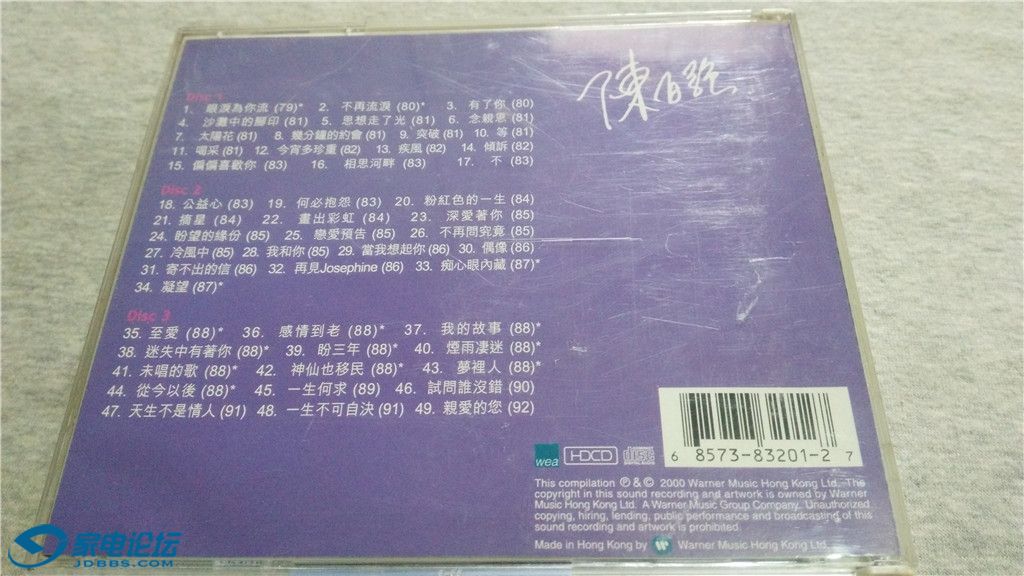 陳百強
Disc 1
1. 眼淚為你流 (79)* 2. 不再流淚 (80)* 3. 有了你 (80)
4. 沙灘中的腳印 (81) 5. 思想走了光 (81) 6. 念親恩 (81)
7. 太陽花 (81) 8. 幾分鐘的約會 (81) 9. 突破 (81) 10. 等 (81)
11. 喝采 (81) 12. 今宵多珍重 (82) 13. 疾風 (82) 14. 傾訴 (82)
15. 偏偏喜歡你 (83) 16. 相思河畔 (83) 17. 不 (83)
Disc 2
18. 公益心 (83) 19. 何必抱怨 (83) 20. 粉紅色的一生 (84)
21. 摘星 (84) 22. 畫出彩虹 (84) 23. 深愛著你 (85)
24. 盼望的緣份 (85) 25. 戀愛預告 (85) 26. 不再問究竟 (85)
27. 冷風中 (85) 28. 我和你 (85) 29. 當我想起你 (86) 30. 偶像 (86)
31. 寄不出的信 (86) 32. 再見Josephine (86) 33. 痴心眼內藏 (87)*
34. 凝望 (87)*
Disc 3
35. 至愛 (88)* 36. 感情到老 (88)* 37. 我的故事 (88)*
38. 迷失中有著你 (88)* 39. 盼三年 (88)* 40. 煙雨凄迷 (88)*
41. 未唱的歌 (88)* 42. 神仙也移民 (88)* 43. 夢裡人 (88)*
44. 從今以後 (88)* 45. 一生何求 (89) 46. 試問誰沒錯 (90)
47. 天生不是情人 (91) 48. 一生不可自決 (91) 49. 親愛的您 (92)
6 85738-3201-2 7
wea HDCD disc
This compilation ℗ & © 2000 Warner Music Hong Kong Ltd. The
copyright in this sound recording and artwork is owned by Warner
Music Hong Kong Ltd. A Warner Music Group Company. Unauthorized
copying, hiring, lending, public performance and broadcasting of this
sound recording and artwork is prohibited.
Made in Hong Kong by Warner Music Hong Kong Ltd.
家电论坛
JDBBS.COM